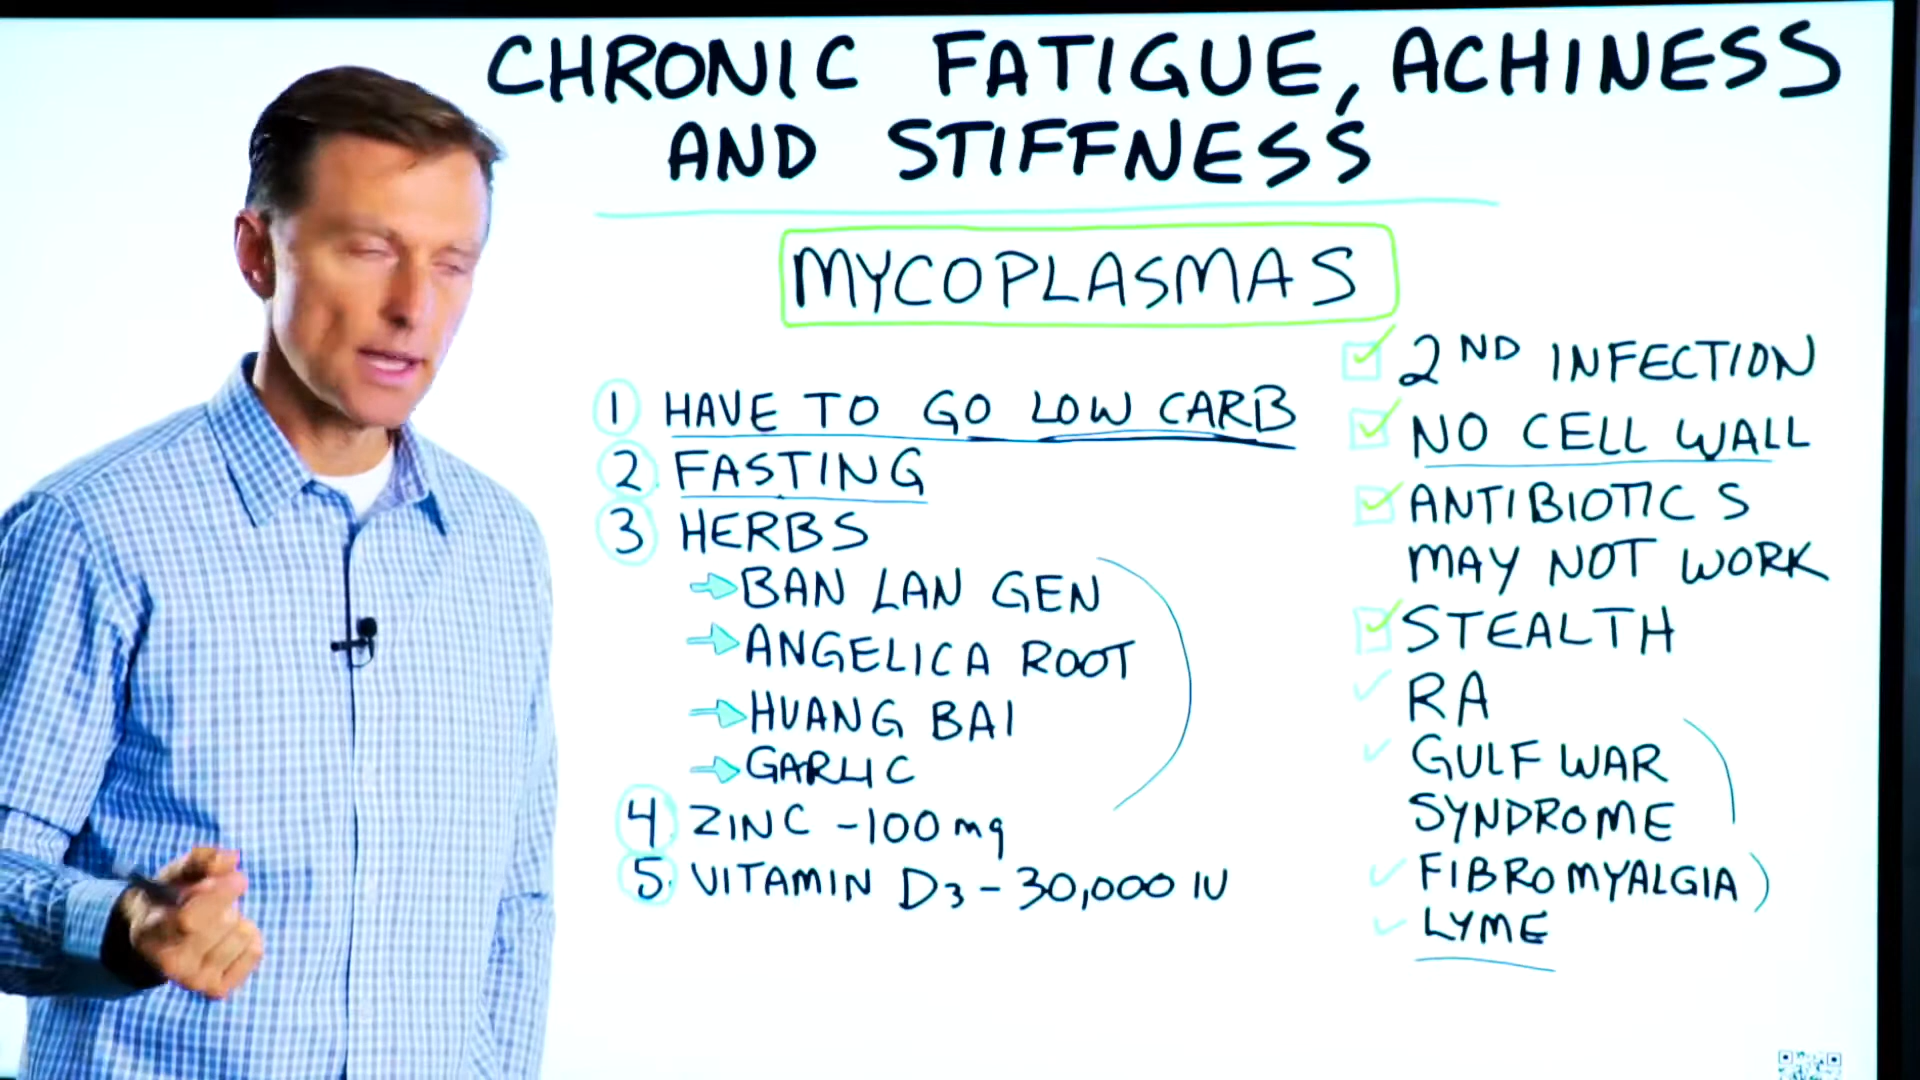 CHRONIC FATIGUE, ACHINESS
AND STIFFNESS
MYCOPLASMAS
1 HAVE TO GO LOW CARB
2 FASTING
3 HERBS
BAN LAN GEN
ANGELICA ROOT
HUANG BAI
GARLIC
4 ZINC - 100 mg
5. VITAMIN D3 - 30,000 IU
2ND INFECTION
NO CELL WALL
ANTIBIOTICS
MAY NOT WORK
STEALTH
RA
GULF WAR
SYNDROME
FIBROMYALGIA
LYME